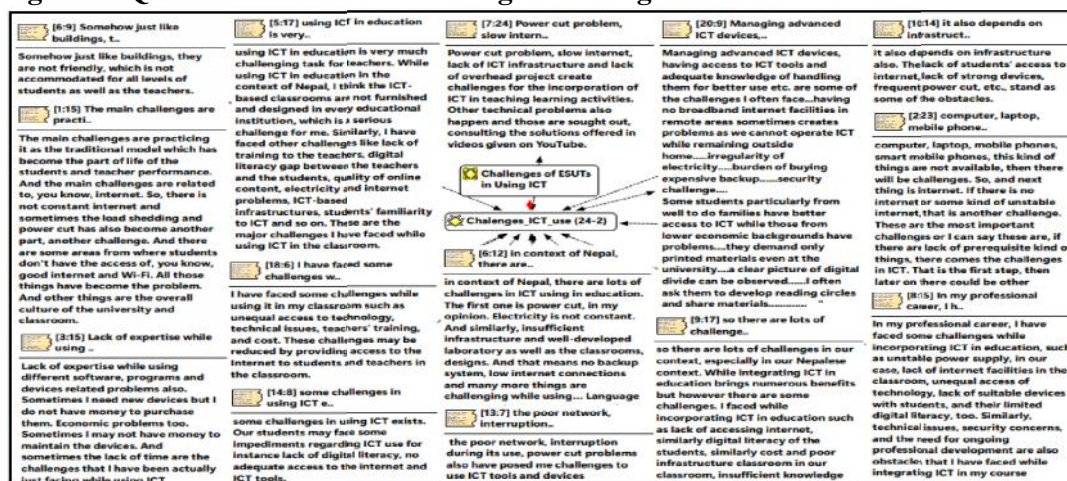 [6:9] Somehow just like
buildings, t..
Somehow just like buildings, they
are not friendly, which is not
accommodated for all levels of
students as well as the teachers.
[1:15] The main challenges are
practi..
The main challenges are practicing
it as the traditional model which has
become the part of life of the
students and teacher performance.
And the main challenges are related
to, you know, internet. So, there is
not constant internet and
sometimes the load shedding and
power cut has also become another
part, another challenge. And there
are some areas from where students
don't have the access of, you know,
good internet and Wi-Fi. All those
things have become the problem.
And other things are the overall
culture of the university and
classroom.
[3:15] Lack of expertise while
using ..
Lack of expertise while using
different software, programs and
devices related problems also.
Sometimes I need new devices but I
do not have money to purchase
them. Economic problems too.
Sometimes I may not have money to
maintain the devices. And
sometimes the lack of time are the
challenges that I have been actually
just facing while using ICT
[5:17] using ICT in education
is very..
using ICT in education is very much
challenging task for teachers. While
using ICT in education in the
context of Nepal, I think the ICT-
based classrooms are not furnished
and designed in every educational
institution, which is a serious
challenge for me. Similarly, I have
faced other challenges like lack of
training to the teachers, digital
literacy gap between the teachers
and the students, quality of online
content, electricity and internet
problems, ICT-based
infrastructures, students' familiarity
to ICT and so on. These are the
major challenges I have faced while
using ICT in the classroom.
[18:6] I have faced some
challenges w..
I have faced some challenges while
using it in my classroom such as
unequal access to technology,
technical issues, teachers' training,
and cost. These challenges may be
reduced by providing access to the
Internet to students and teachers in
the classroom.
[14:8] some challenges in
using ICT e..
some challenges in using ICT exists.
Our students may face some
impediments regarding ICT use for
instance lack of digital literacy, no
adequate access to the internet and
ICT tools.
[7:24] Power cut problem,
slow intern..
Power cut problem, slow internet,
lack of ICT infrastructure and lack
of overhead project create
challenges for the incorporation of
ICT in teaching learning activities.
Other technical problems also
happen and those are sought out,
consulting the solutions offered in
videos given on YouTube.
Challenges of ESUTs
in Using ICT
Chalenges_ICT_use (24-2)
[6:12] in context of Nepal,
there are..
in context of Nepal, there are lots of
challenges in ICT using in education.
The first one is power cut, in my
opinion. Electricity is not constant.
And similarly, insufficient
infrastructure and well-developed
laboratory as well as the classrooms,
designs. And that means no backup
system, low internet connections
and many more things are
challenging while using... Language
[13:7] the poor network,
interruption..
the poor network, interruption
during its use, power cut problems
also have posed me challenges to
use ICT tools and devices
[20:9] Managing advanced
ICT devices,..
Managing advanced ICT devices,
having access to ICT tools and
adequate knowledge of handling
them for better use etc. are some of
the challenges I often face...having
no broadband internet facilities in
remote areas sometimes creates
problems as we cannot operate ICT
while remaining outside
home.....irregularity of
electricity.....burden of buying
expensive backup......security
challenge....
Some students particularly from
well to do families have better
access to ICT while those from
lower economic backgrounds have
problems....they demand only
printed materials even at the
university....a clear picture of digital
divide can be observed......I often
ask them to develop reading circles
and share materials..............
[9:17] so there are lots of
challenge..
so there are lots of challenges in our
context, especially in our Nepalese
context. While integrating ICT in
education brings numerous benefits
but however there are some
challenges. I faced while
incorporating ICT in education such
as lack of accessing internet,
similarly digital literacy of the
students, similarly cost and poor
infrastructure classroom in our
classroom, insufficient knowledge
[10:14] it also depends on
infrastruct..
it also depends on infrastructure
also. The lack of students' access to
internet, lack of strong devices,
frequent power cut, etc., stand as
some of the obstacles.
[2:23] computer, laptop,
mobile phone..
computer, laptop, mobile phones,
smart mobile phones, this kind of
things are not available, then there
will be challenges. So, and next
thing is internet. If there is no
internet or some kind of unstable
internet, that is another challenge.
These are the most important
challenges or I can say these are, if
there are lack of prerequisite kind of
things, there comes the challenges
in ICT. That is the first step, then
later on there could be other
[8:15] In my professional
career, I h..
In my professional career, I have
faced some challenges while
incorporating ICT in education, such
as unstable power supply, in our
case, lack of internet facilities in the
classroom, unequal access of
technology, lack of suitable devices
with students, and their limited
digital literacy, too. Similarly,
technical issues, security concerns,
and the need for ongoing
professional development are also
obstacles that I have faced while
integrating ICT in my course